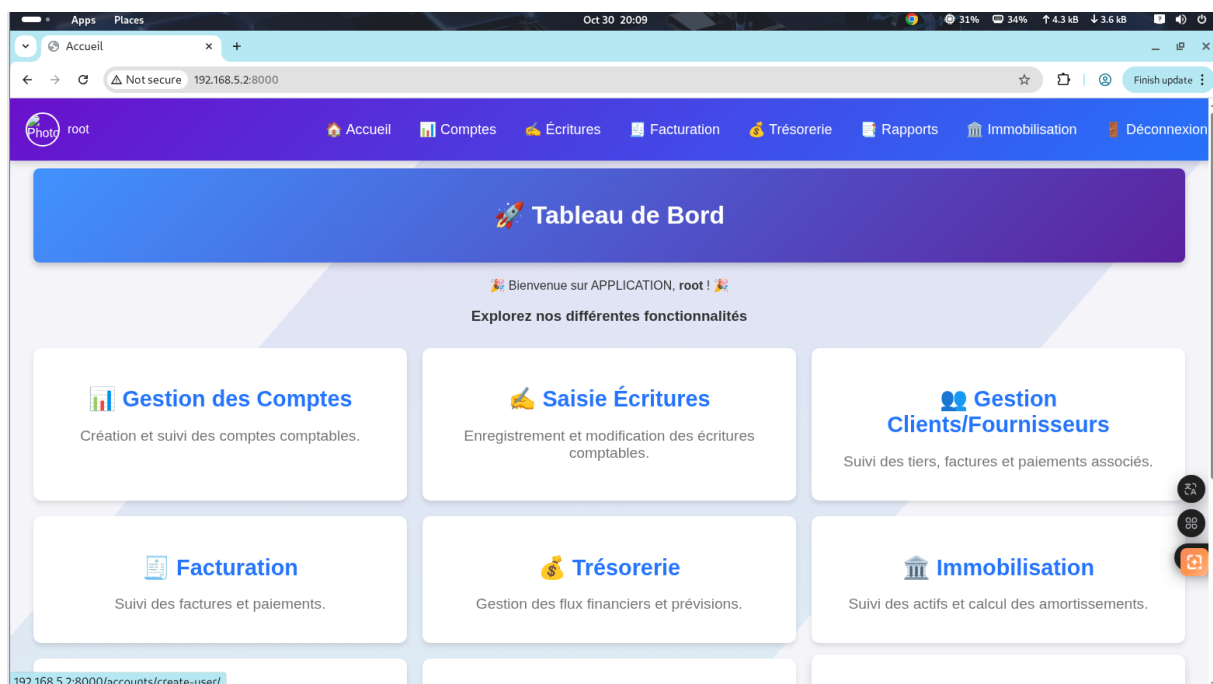 Apps Places Oct 30 20:09 31% 34% ↑4.3 kB ↓3.6 kB
Accueil × +
Not secure 192.168.5.2:8000 Finish update
Photo root 🏠 Accueil 📊 Comptes ✍️ Écritures 🧾 Facturation 💰 Trésorerie 📑 Rapports 🏛️ Immobilisation 🚪 Déconnexion
🚀 Tableau de Bord
🎉 Bienvenue sur APPLICATION, root ! 🎉
Explorez nos différentes fonctionnalités
📊 Gestion des Comptes
Création et suivi des comptes comptables.
✍️ Saisie Écritures
Enregistrement et modification des écritures
comptables.
👥 Gestion
Clients/Fournisseurs
Suivi des tiers, factures et paiements associés.
🧾 Facturation
Suivi des factures et paiements.
💰 Trésorerie
Gestion des flux financiers et prévisions.
🏛️ Immobilisation
Suivi des actifs et calcul des amortissements.
192.168.5.2:8000/accounts/create-user/